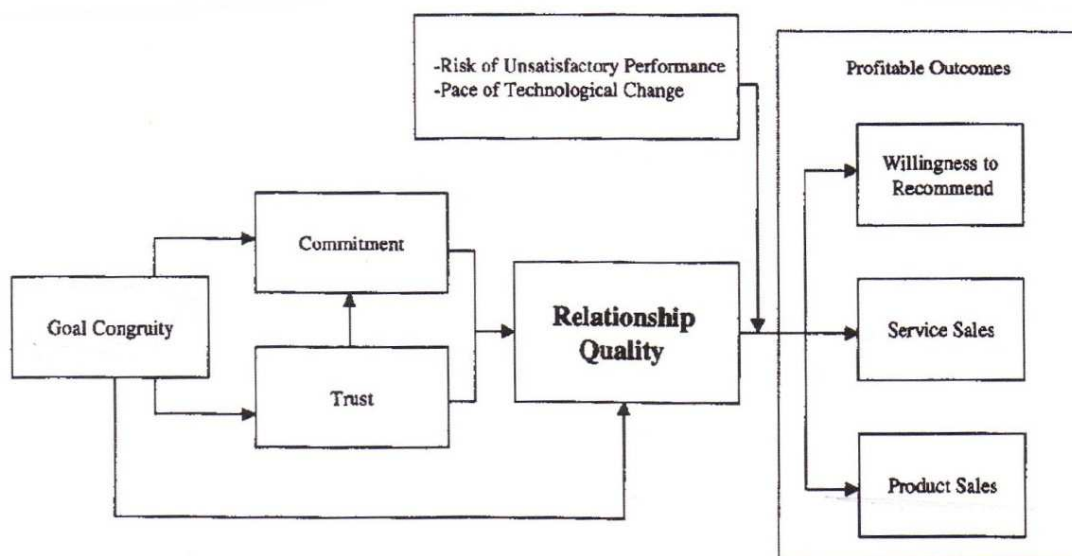 -Risk of Unsatisfactory Performance
-Pace of Technological Change
Profitable Outcomes
Willingness to
Recommend
Commitment
Goal Congruity
Relationship
Quality
Service Sales
Trust
Product Sales